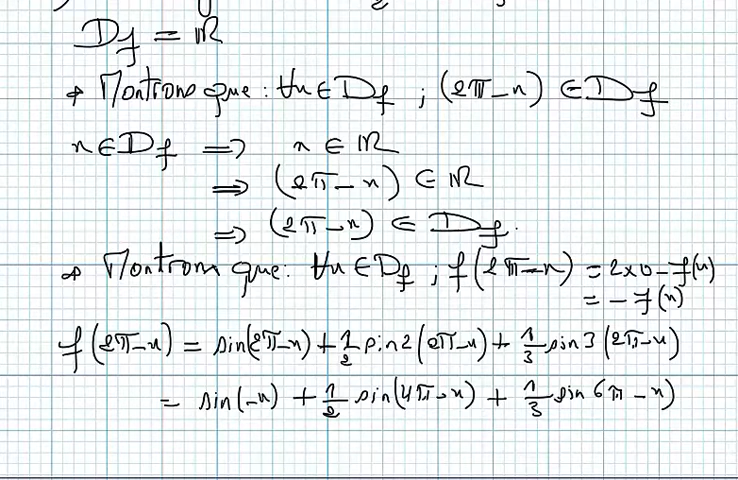 Df = ℝ
→ Montrons que : ∀x ∈ Df ; (2π - x) ∈ Df
x ∈ Df ⟹ x ∈ ℝ
⟹ (2π - x) ∈ ℝ
⟹ (2π - x) ∈ Df.
→ Montrons que : ∀x ∈ Df ; f(2π - x) = 2×0 - f(x)
= - f(x)
f(2π - x) = sin(2π - x) + 1/2 sin2(2π - x) + 1/3 sin3(2π - x)
= sin(-x) + 1/2 sin(4π - x) + 1/3 sin 6π - x)